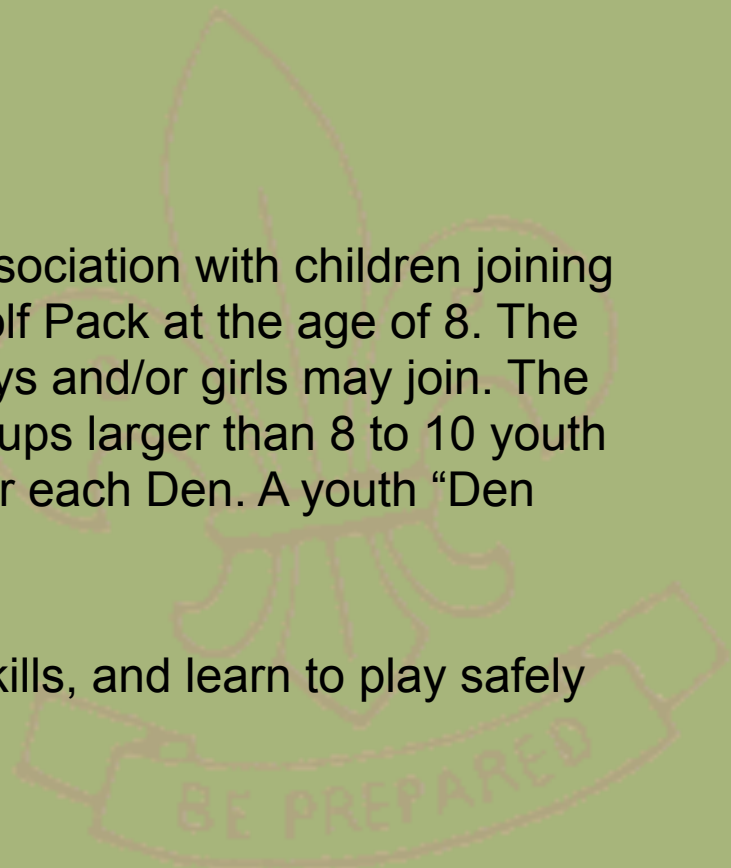 sociation with children joining
olf Pack at the age of 8. The
ys and/or girls may join. The
ups larger than 8 to 10 youth
r each Den. A youth “Den
kills, and learn to play safely
BE PREPARED